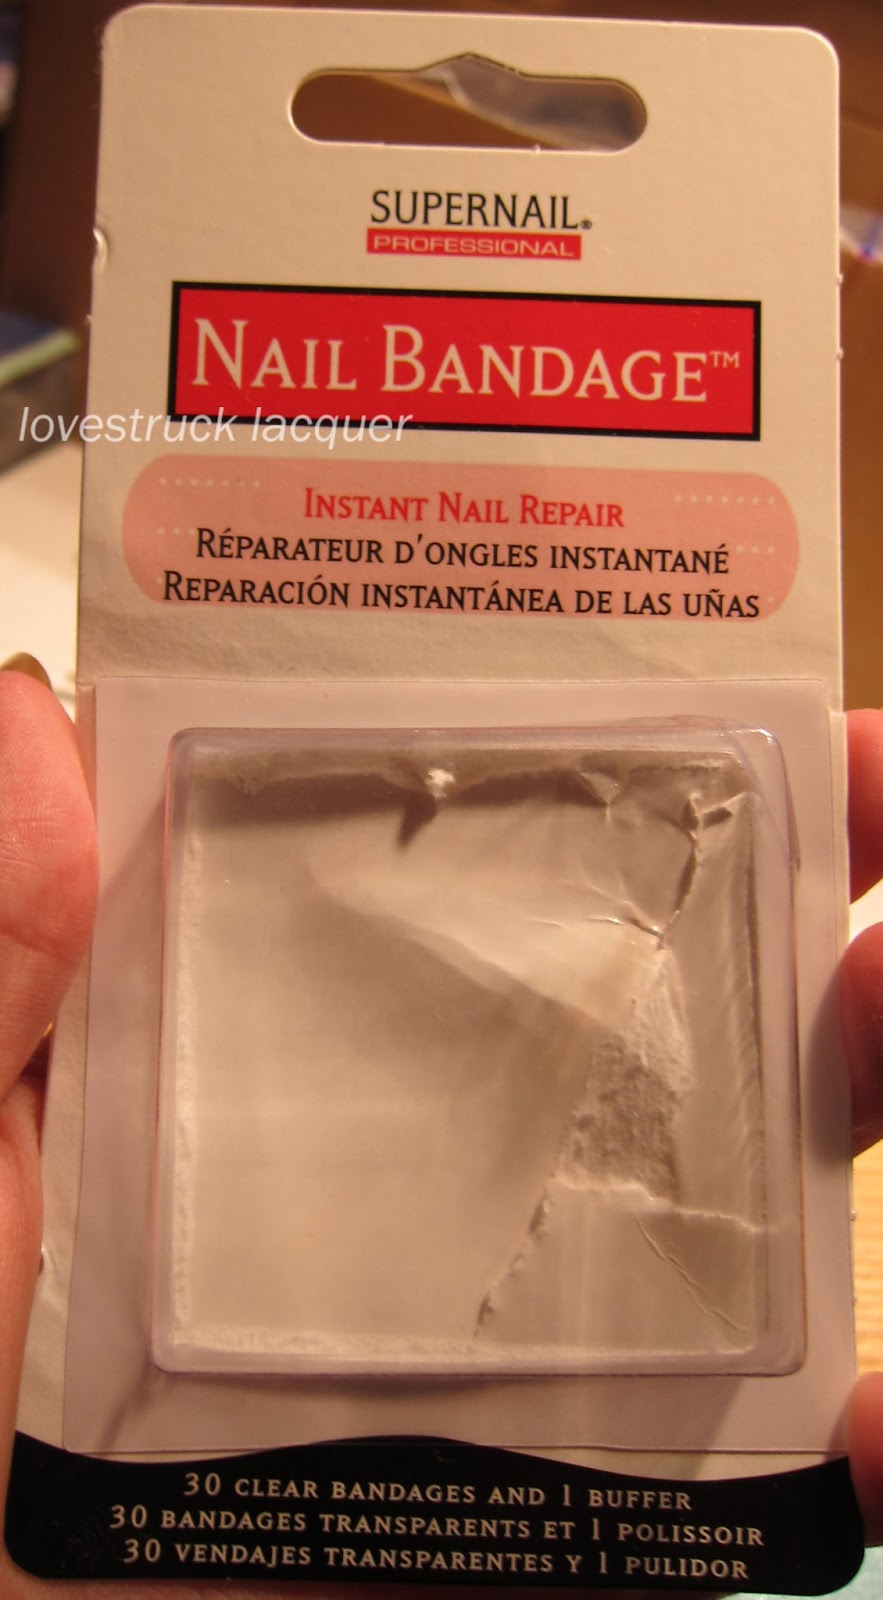 SUPERNAIL®
PROFESSIONAL
NAIL BANDAGE™
lovestruck lacquer
INSTANT NAIL REPAIR
RÉPARATEUR D'ONGLES INSTANTANÉ
REPARACIÓN INSTANTÁNEA DE LAS UÑAS
30 CLEAR BANDAGES AND 1 BUFFER
30 BANDAGES TRANSPARENTS ET 1 POLISSOIR
30 VENDAJES TRANSPARENTES Y 1 PULIDOR